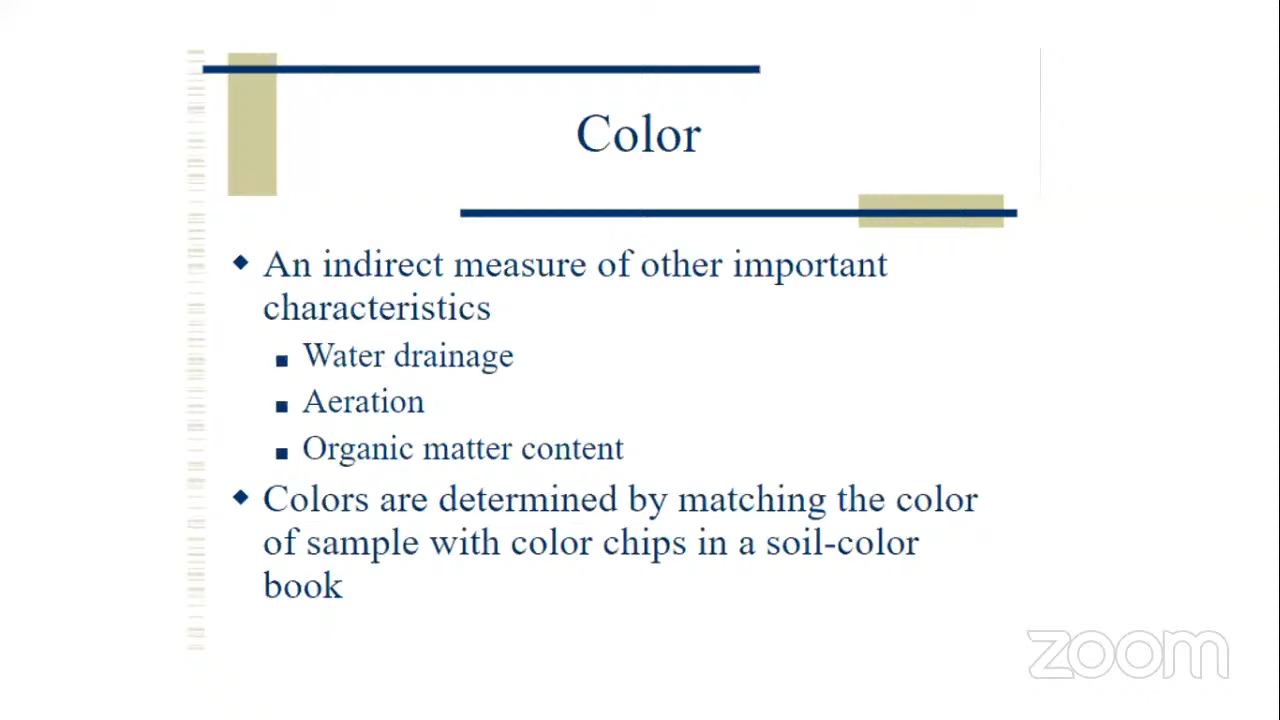 Color
An indirect measure of other important
characteristics
Water drainage
Aeration
Organic matter content
Colors are determined by matching the color
of sample with color chips in a soil-color
book
zoom